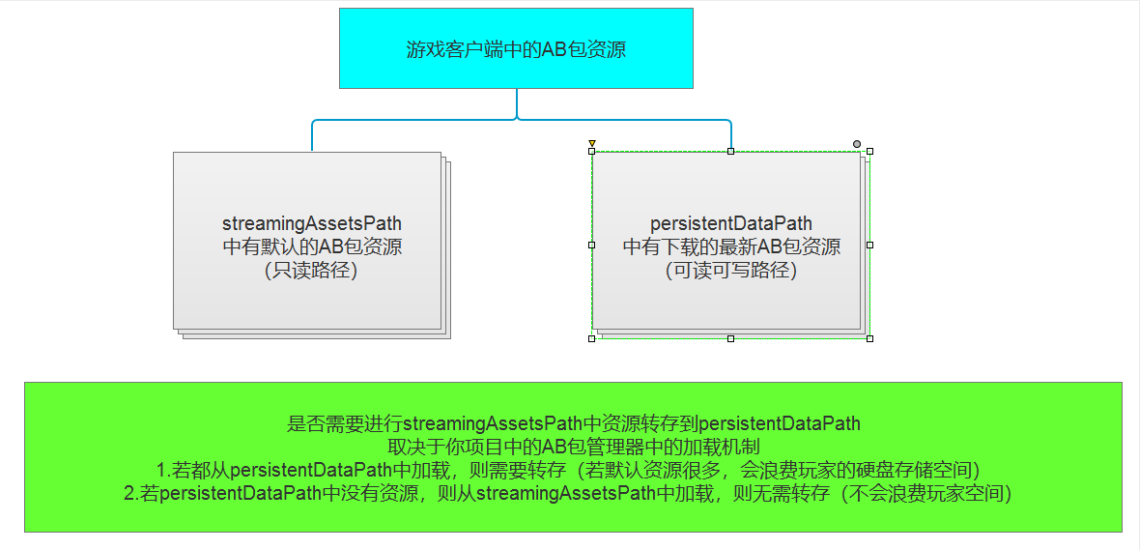 游戏客户端中的AB包资源
streamingAssetsPath
中有默认的AB包资源
（只读路径）
persistentDataPath
中有下载的最新AB包资源
（可读可写路径）
是否需要进行streamingAssetsPath中资源转存到persistentDataPath
取决于你项目中的AB包管理器中的加载机制
1.若都从persistentDataPath中加载，则需要转存（若默认资源很多，会浪费玩家的硬盘存储空间）
2.若persistentDataPath中没有资源，则从streamingAssetsPath中加载，则无需转存（不会浪费玩家空间）